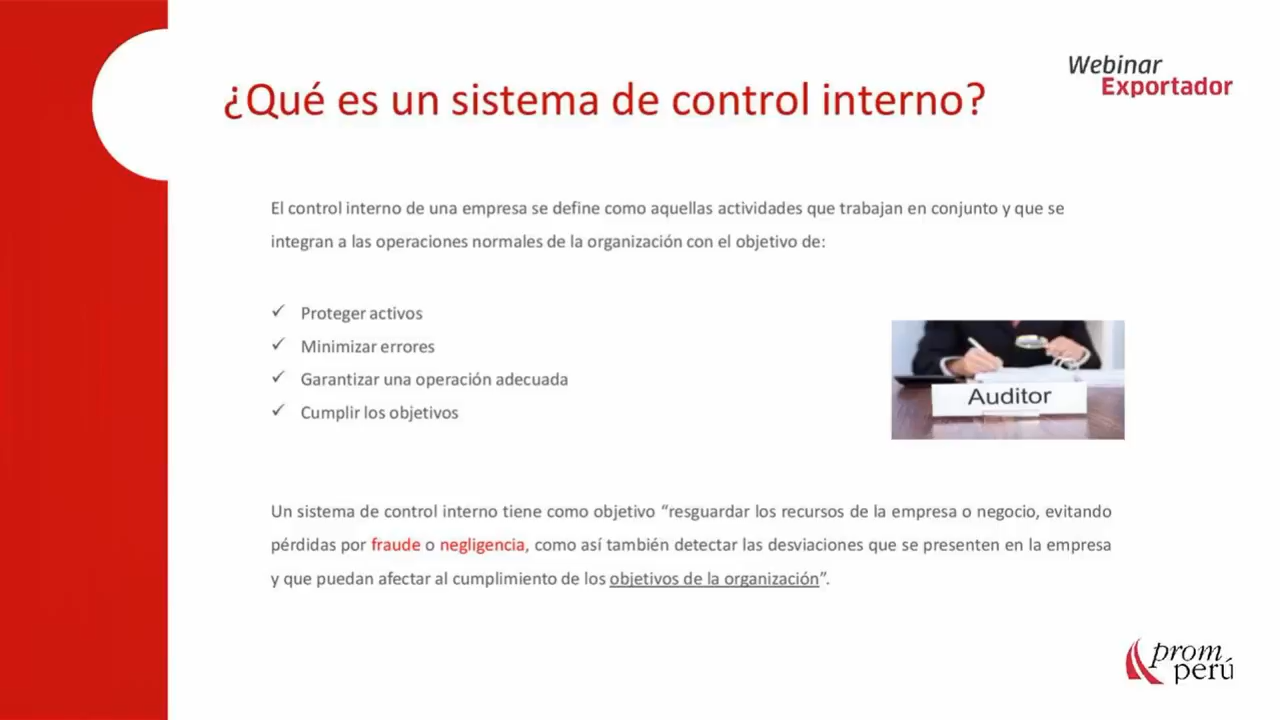 Webinar
Exportador
¿Qué es un sistema de control interno?
El control interno de una empresa se define como aquellas actividades que trabajan en conjunto y que se
integran a las operaciones normales de la organización con el objetivo de:
✓ Proteger activos
✓ Minimizar errores
✓ Garantizar una operación adecuada
✓ Cumplir los objetivos
Auditor
Un sistema de control interno tiene como objetivo “resguardar los recursos de la empresa o negocio, evitando
pérdidas por fraude o negligencia, como así también detectar las desviaciones que se presenten en la empresa
y que puedan afectar al cumplimiento de los objetivos de la organización”.
prom
perú